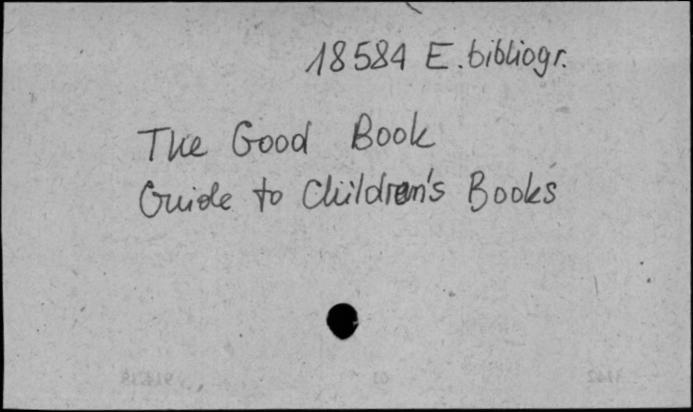 18584 E. bibliogr.
The Good Book
Guide to Children's Books